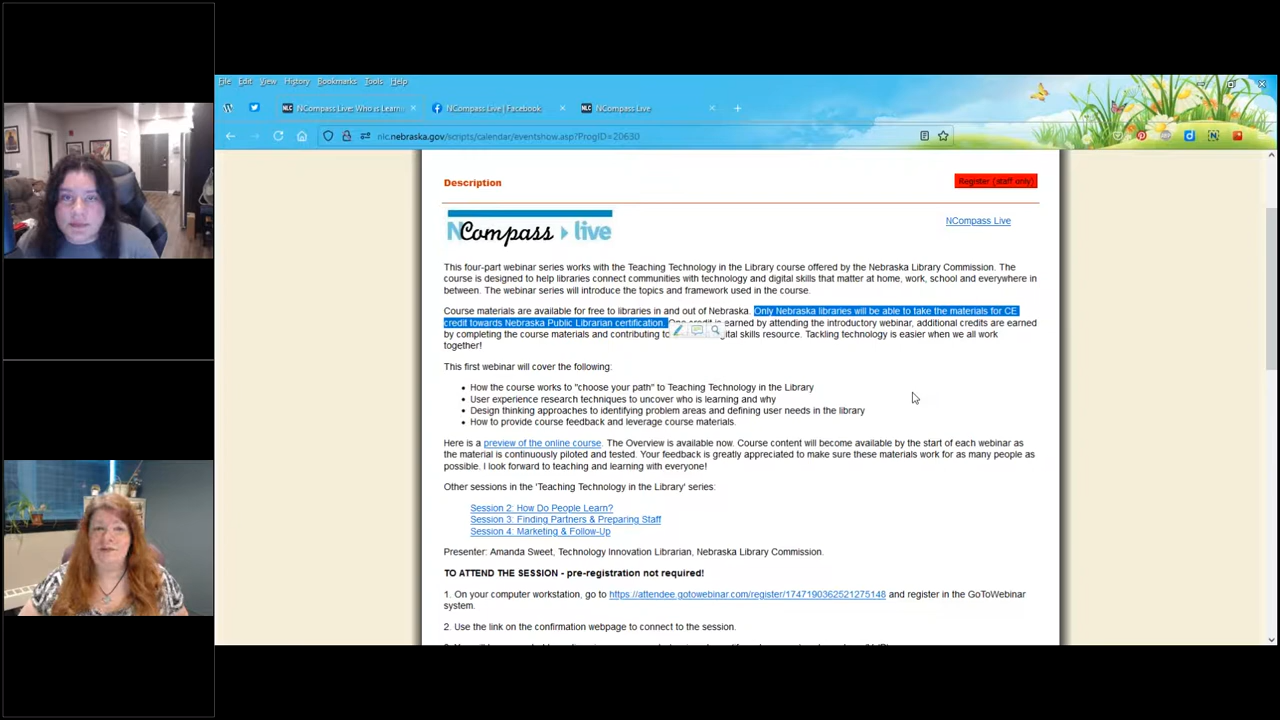 File Edit View History Bookmarks Tools Help
NCompass Live: Who is Learni
NCompass Live | Facebook
NCompass Live
nlc.nebraska.gov/scripts/calendar/eventshow.asp?ProgID=20630
Description
Register (staff only)
NCompass live
NCompass Live
This four-part webinar series works with the Teaching Technology in the Library course offered by the Nebraska Library Commission. The
course is designed to help libraries connect communities with technology and digital skills that matter at home, work, school and everywhere in
between. The webinar series will introduce the topics and framework used in the course.
Course materials are available for free to libraries in and out of Nebraska. Only Nebraska libraries will be able to take the materials for CE
credit towards Nebraska Public Librarian certification. One credit is earned by attending the introductory webinar, additional credits are earned
by completing the course materials and contributing to gital skills resource. Tackling technology is easier when we all work
together!
This first webinar will cover the following:
• How the course works to "choose your path" to Teaching Technology in the Library
• User experience research techniques to uncover who is learning and why
• Design thinking approaches to identifying problem areas and defining user needs in the library
• How to provide course feedback and leverage course materials.
Here is a preview of the online course. The Overview is available now. Course content will become available by the start of each webinar as
the material is continuously piloted and tested. Your feedback is greatly appreciated to make sure these materials work for as many people as
possible. I look forward to teaching and learning with everyone!
Other sessions in the 'Teaching Technology in the Library' series:
Session 2: How Do People Learn?
Session 3: Finding Partners & Preparing Staff
Session 4: Marketing & Follow-Up
Presenter: Amanda Sweet, Technology Innovation Librarian, Nebraska Library Commission.
TO ATTEND THE SESSION - pre-registration not required!
1. On your computer workstation, go to https://attendee.gotowebinar.com/register/1747190362521275148 and register in the GoToWebinar
system.
2. Use the link on the confirmation webpage to connect to the session.